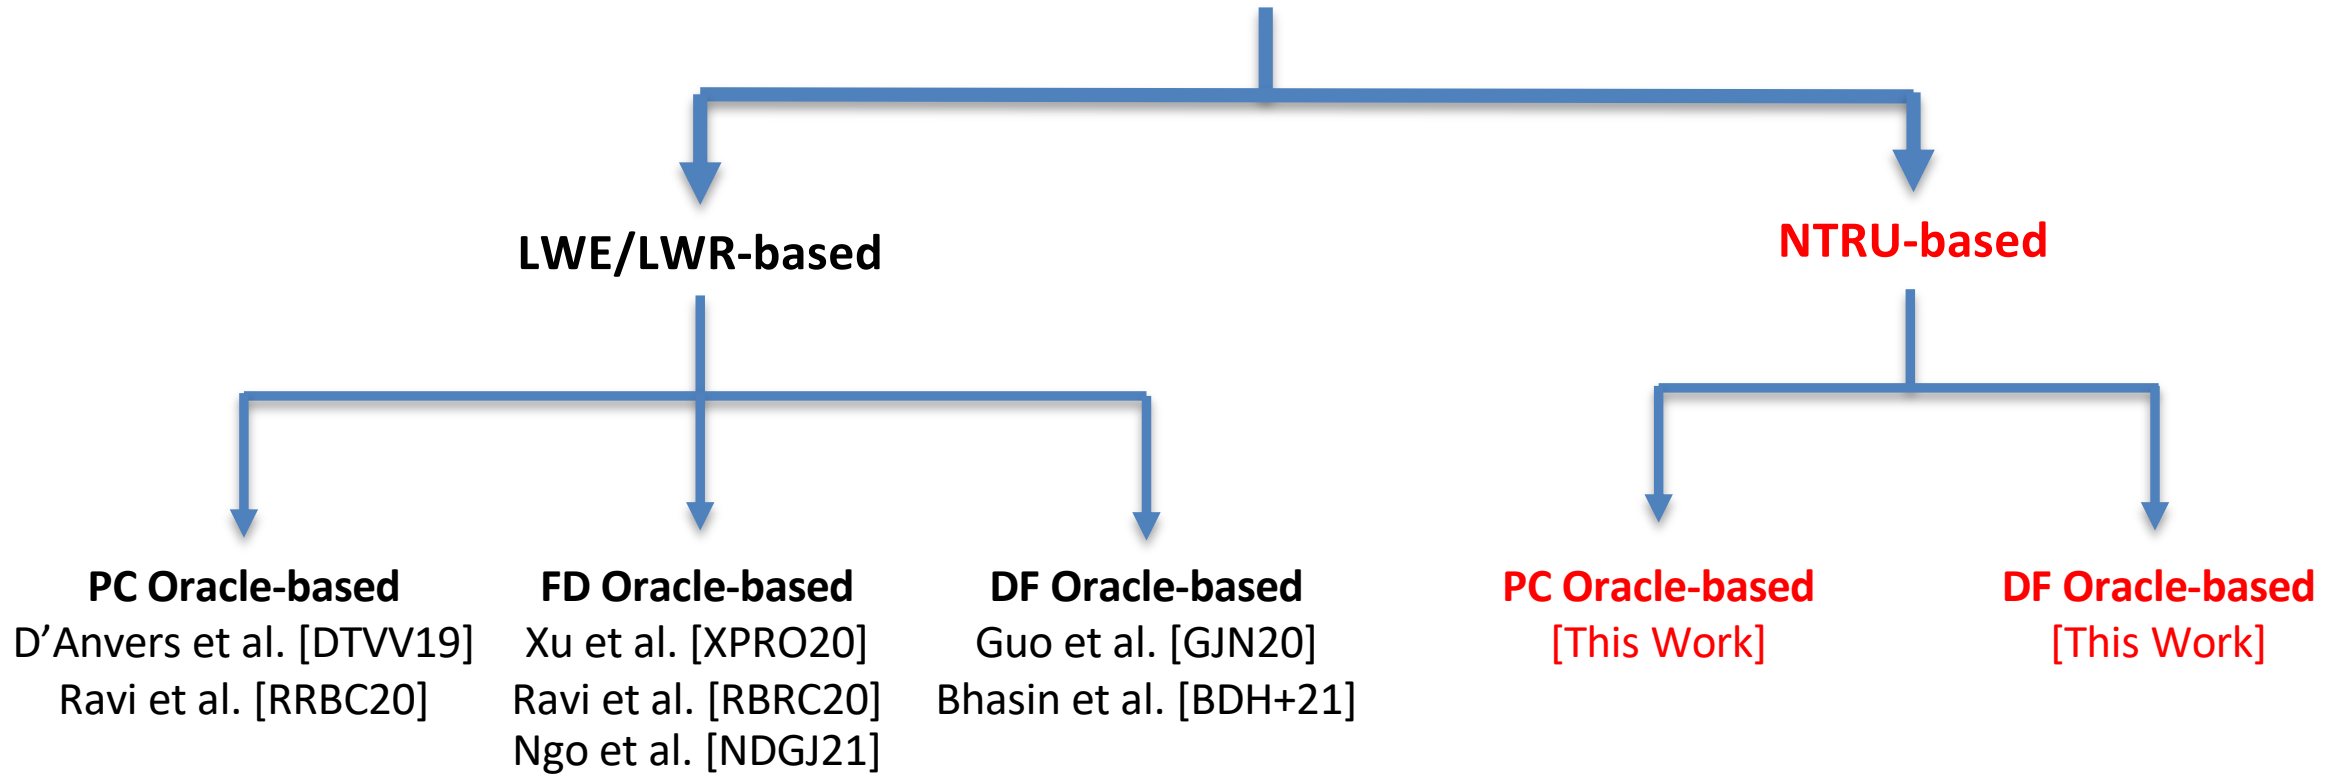 LWE/LWR-based
NTRU-based
PC Oracle-based
D’Anvers et al. [DTVV19]
Ravi et al. [RRBC20]
FD Oracle-based
Xu et al. [XPRO20]
Ravi et al. [RBRC20]
Ngo et al. [NDGJ21]
DF Oracle-based
Guo et al. [GJN20]
Bhasin et al. [BDH+21]
PC Oracle-based
[This Work]
DF Oracle-based
[This Work]